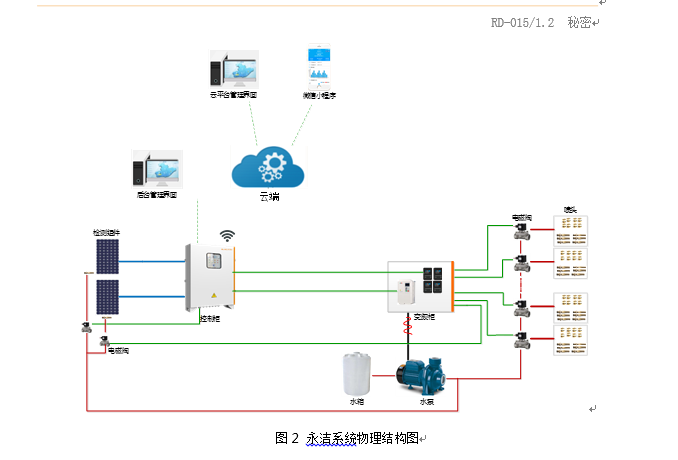 RD-015/1.2 秘密
云平台管理界面
微信小程序
后台管理界面
云端
检测组件
电磁阀
喷头
控制柜
变频柜
电磁阀
水箱
水泵
图 2 永洁系统物理结构图